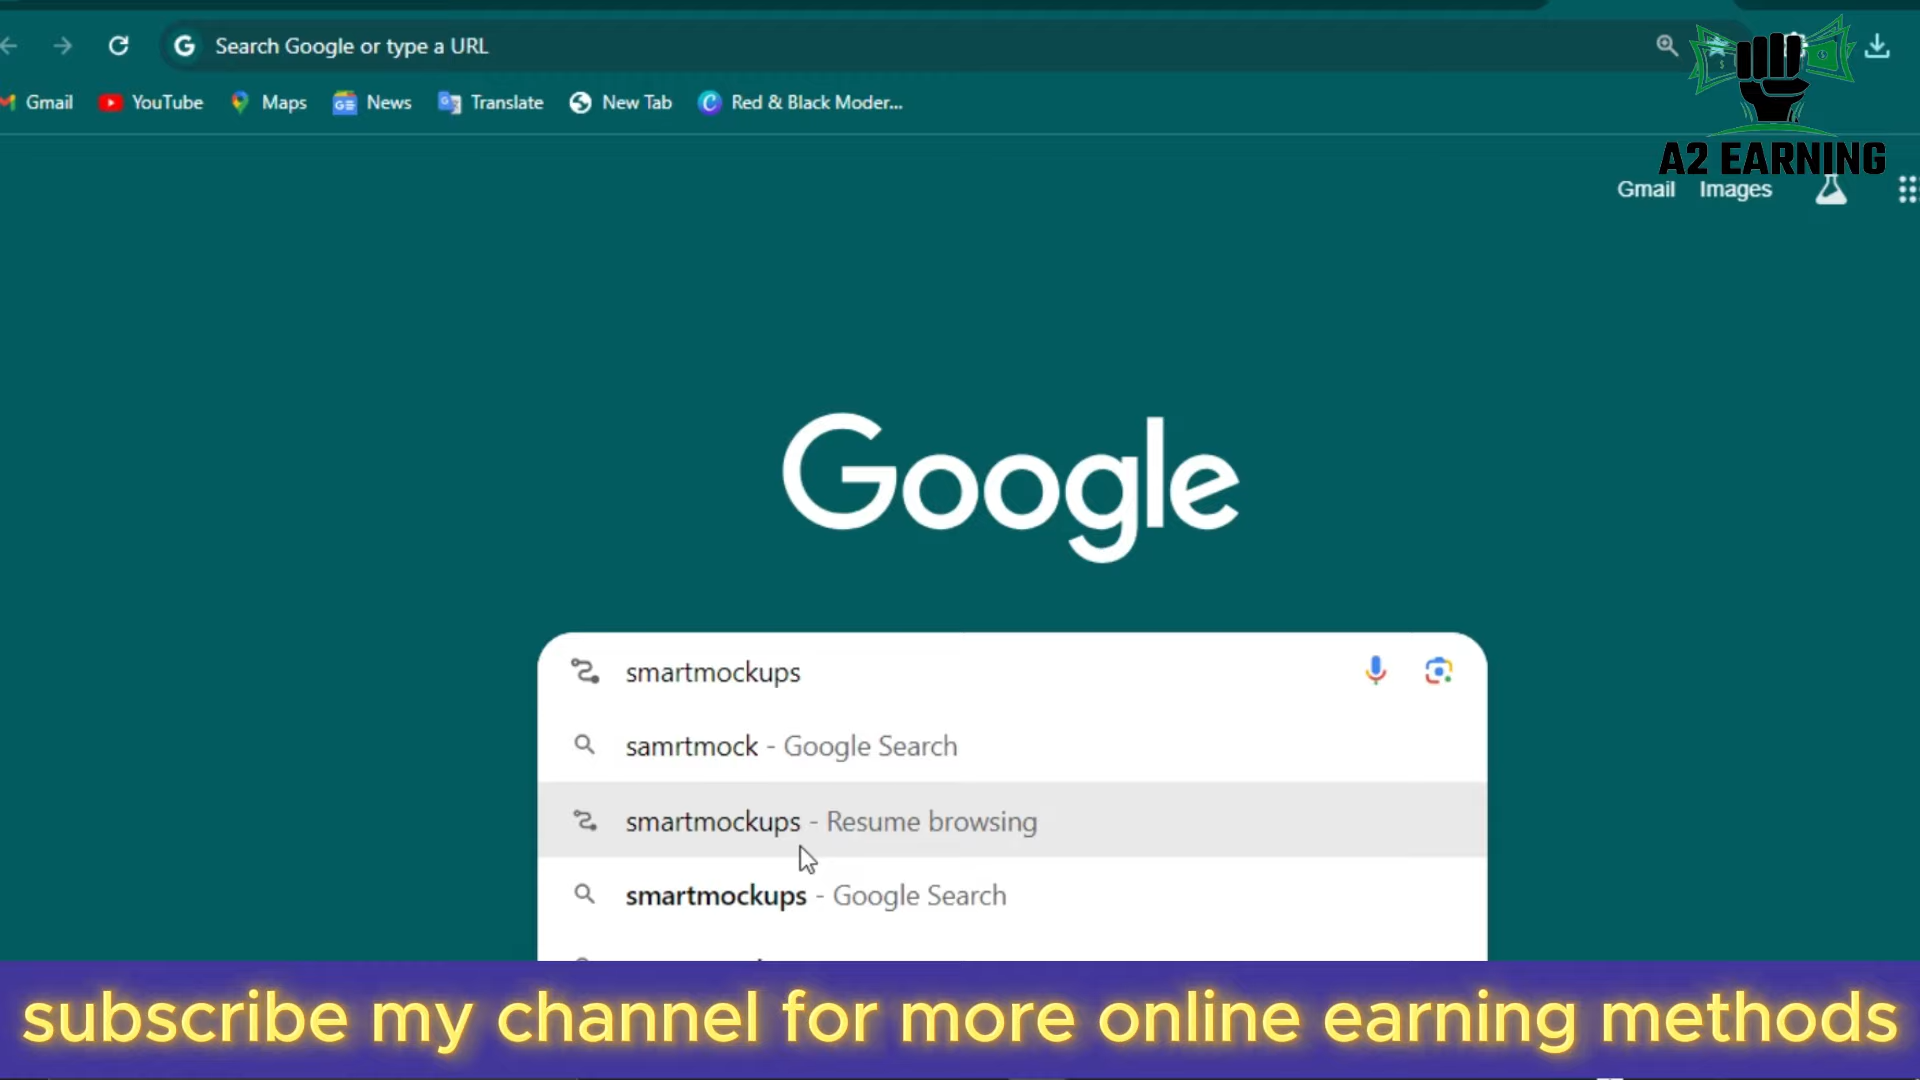 Search Google or type a URL
Gmail YouTube Maps News Translate New Tab Red & Black Moder...
A2 EARNING
Gmail Images
Google
smartmockups
samrtmock - Google Search
smartmockups - Resume browsing
smartmockups - Google Search
subscribe my channel for more online earning methods